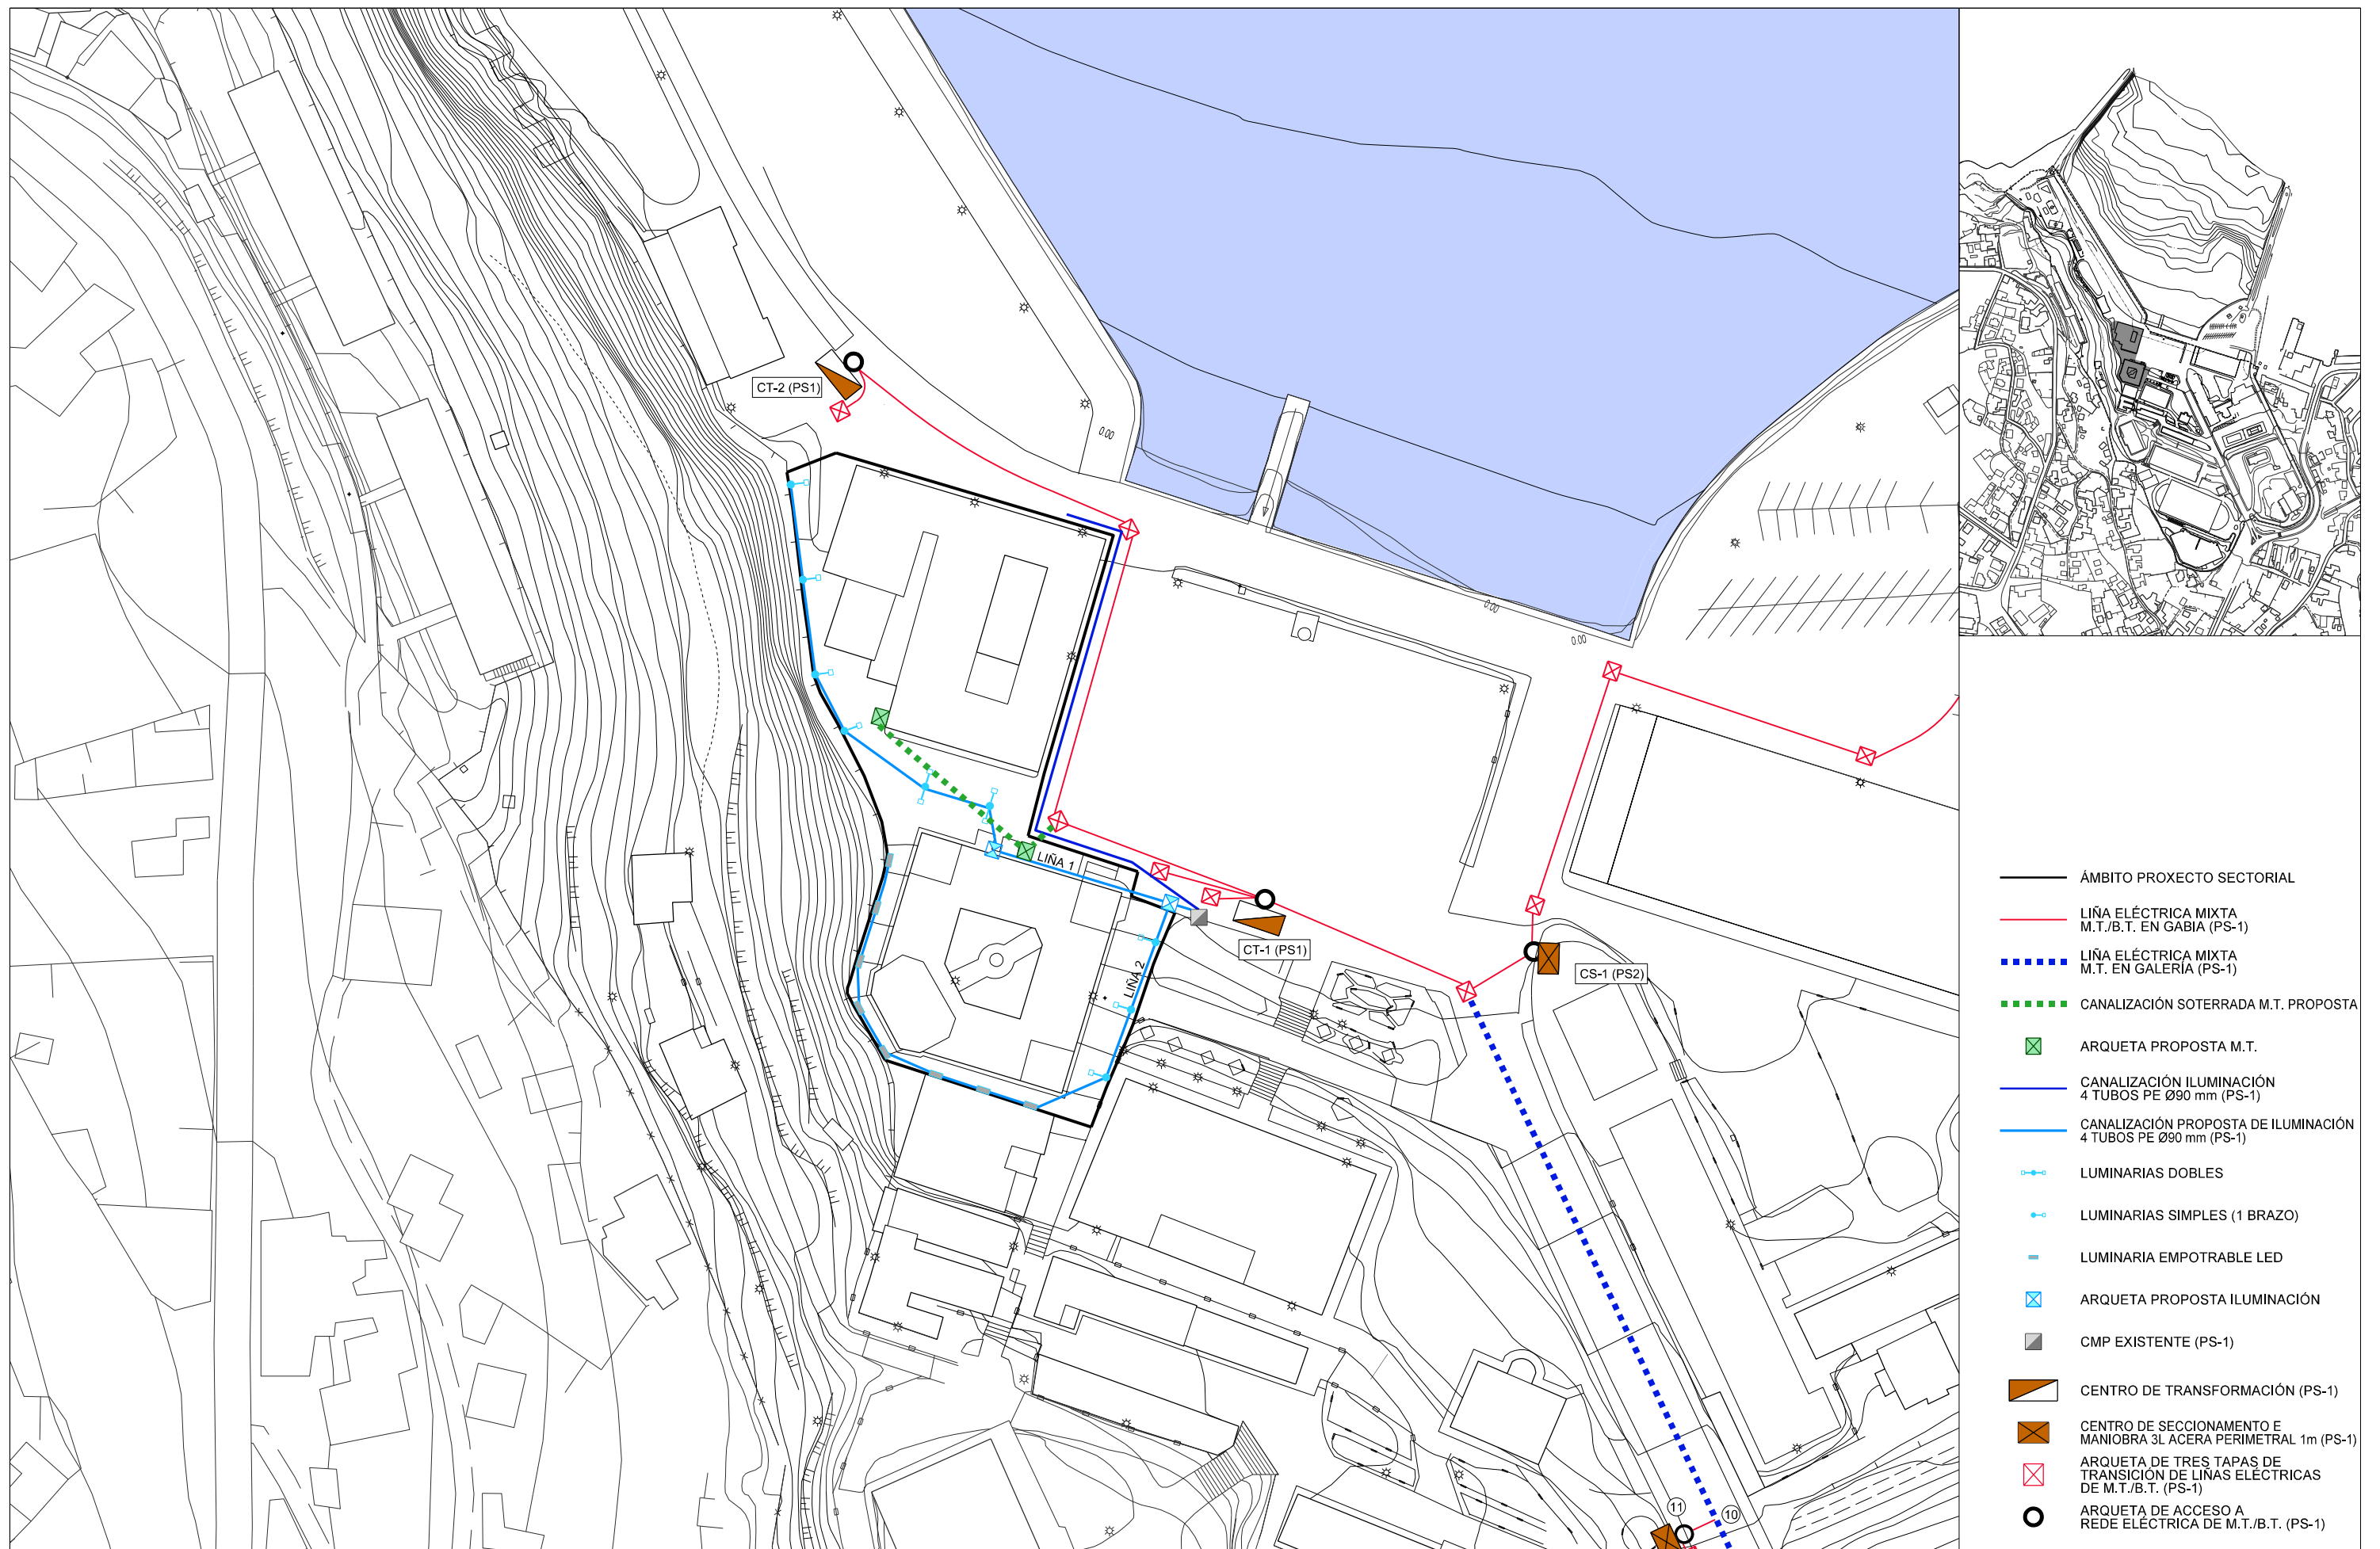 0.00
CT-2 (PS1)
0.00
0.00
LIÑA 1
CT-1 (PS1)
LIÑA 2
CS-1 (PS2)
11
10
ÁMBITO PROXECTO SECTORIAL
LIÑA ELÉCTRICA MIXTA
M.T./B.T. EN GABIA (PS-1)
LIÑA ELÉCTRICA MIXTA
M.T. EN GALERÍA (PS-1)
CANALIZACIÓN SOTERRADA M.T. PROPOSTA
ARQUETA PROPOSTA M.T.
CANALIZACIÓN ILUMINACIÓN
4 TUBOS PE Ø90 mm (PS-1)
CANALIZACIÓN PROPOSTA DE ILUMINACIÓN
4 TUBOS PE Ø90 mm (PS-1)
LUMINARIAS DOBLES
LUMINARIAS SIMPLES (1 BRAZO)
LUMINARIA EMPOTRABLE LED
ARQUETA PROPOSTA ILUMINACIÓN
CMP EXISTENTE (PS-1)
CENTRO DE TRANSFORMACIÓN (PS-1)
CENTRO DE SECCIONAMENTO E
MANIOBRA 3L ACERA PERIMETRAL 1m (PS-1)
ARQUETA DE TRES TAPAS DE
TRANSICIÓN DE LIÑAS ELÉCTRICAS
DE M.T./B.T. (PS-1)
ARQUETA DE ACCESO A
REDE ELÉCTRICA DE M.T./B.T. (PS-1)